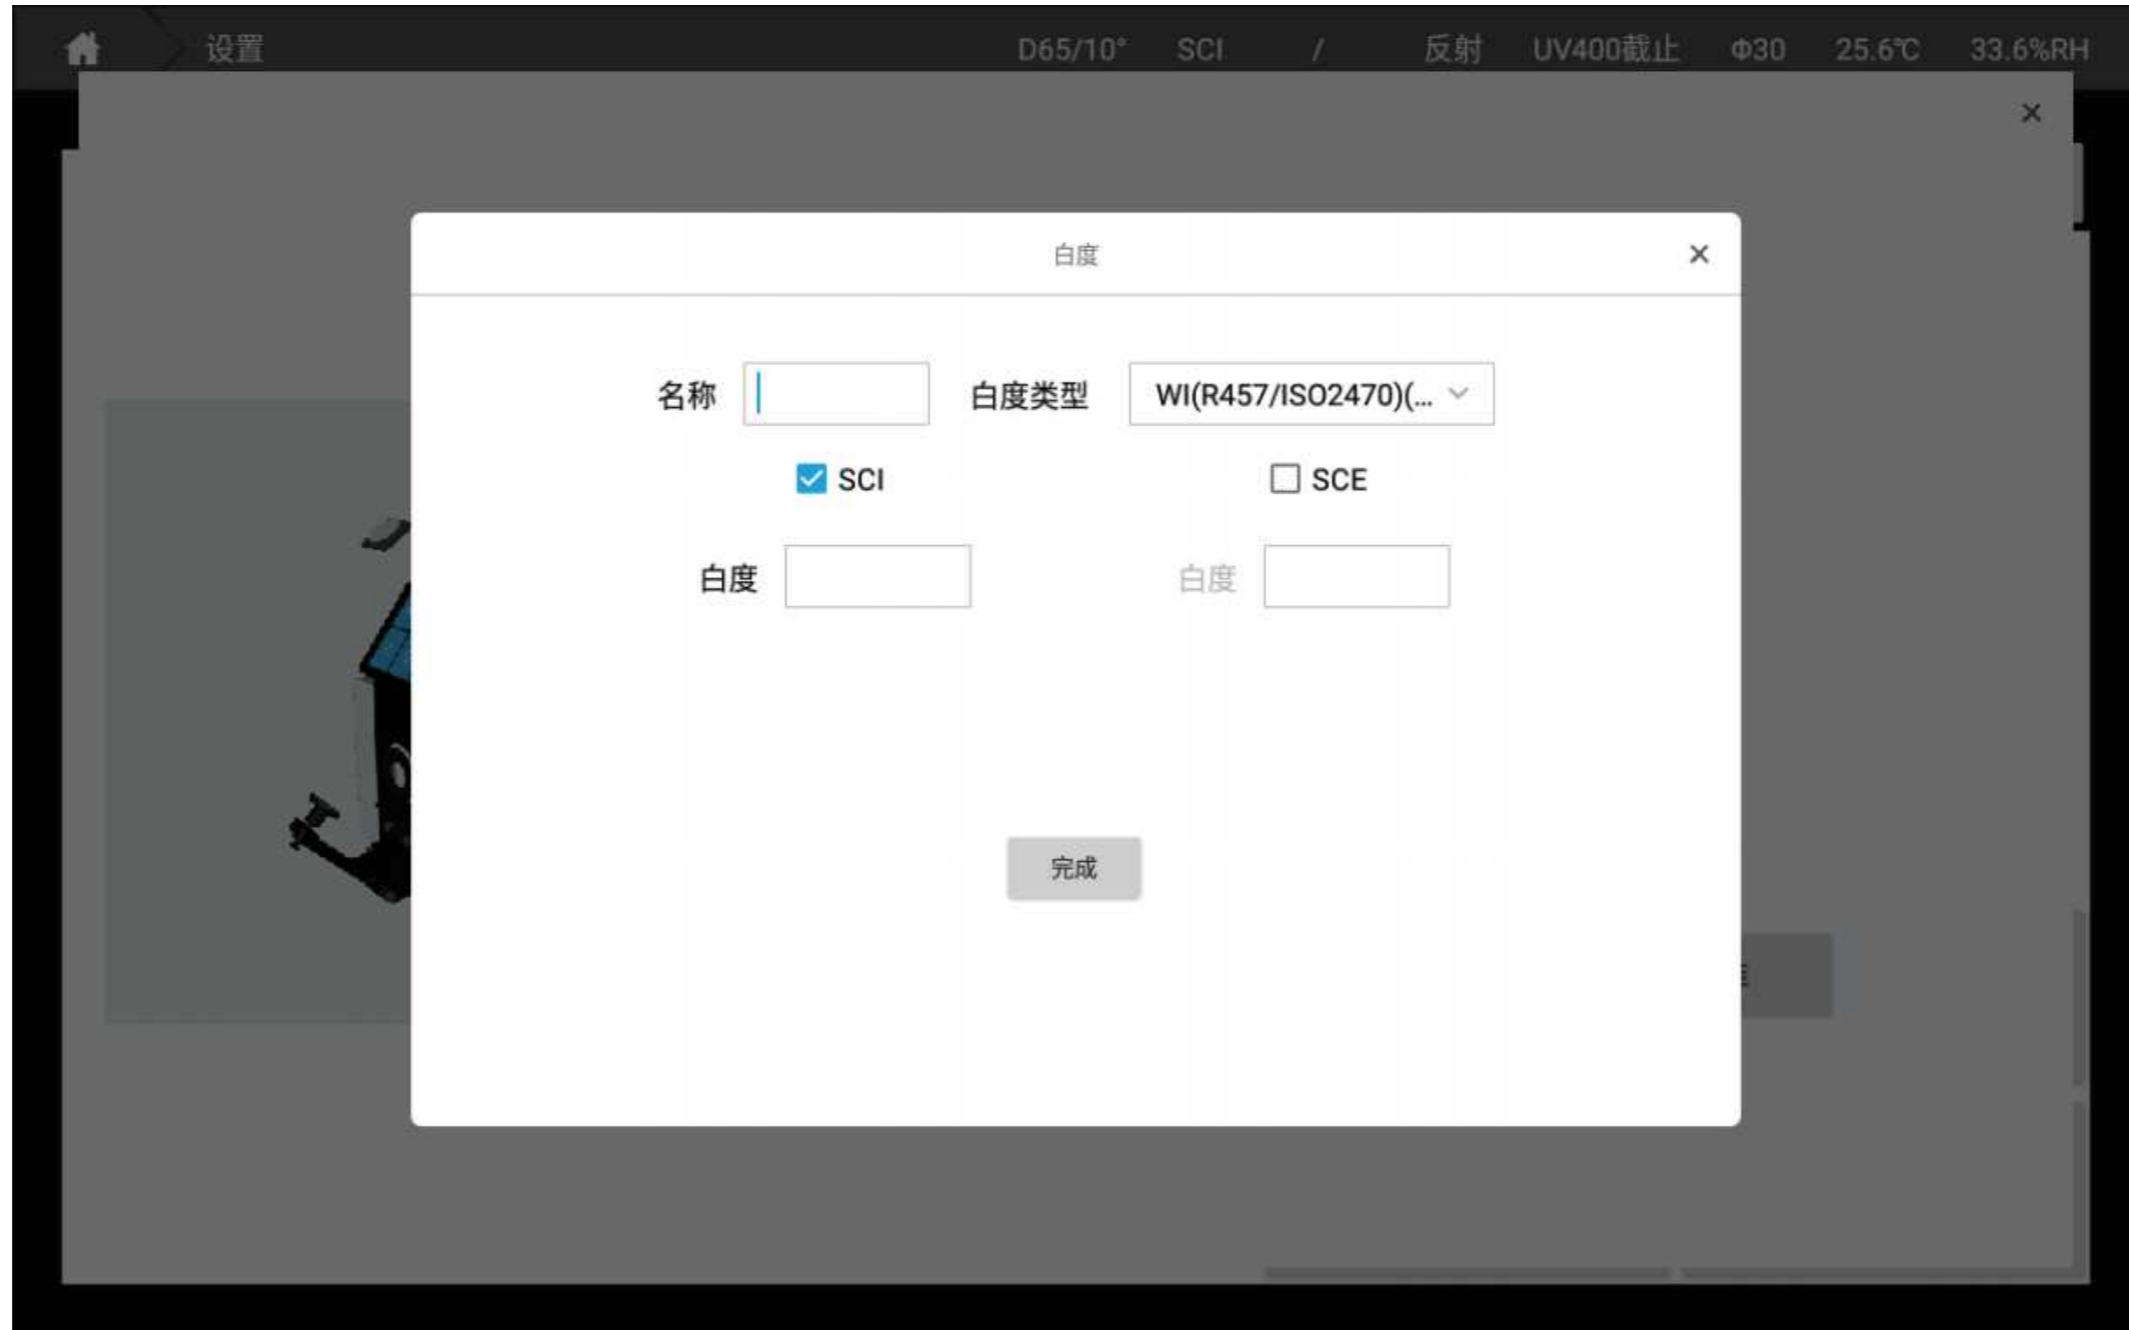 设置 D65/10° SCI / 反射 UV400截止 Φ30 25.6℃ 33.6%RH
白度
名称 白度类型 WI(R457/ISO2470)(...
SCI SCE
白度 白度
完成